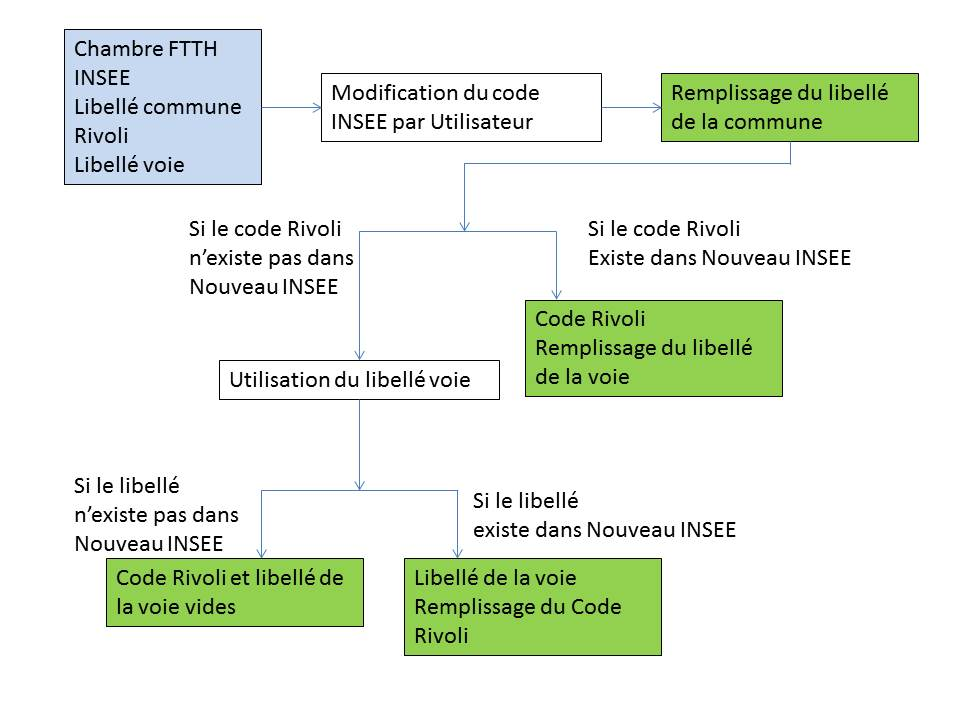 Chambre FTTH
INSEE
Libellé commune
Rivoli
Libellé voie
Modification du code
INSEE par Utilisateur
Remplissage du libellé
de la commune
Si le code Rivoli
n’existe pas dans
Nouveau INSEE
Si le code Rivoli
Existe dans Nouveau INSEE
Code Rivoli
Remplissage du libellé
de la voie
Utilisation du libellé voie
Si le libellé
n’existe pas dans
Nouveau INSEE
Si le libellé
existe dans Nouveau INSEE
Code Rivoli et libellé de
la voie vides
Libellé de la voie
Remplissage du Code
Rivoli